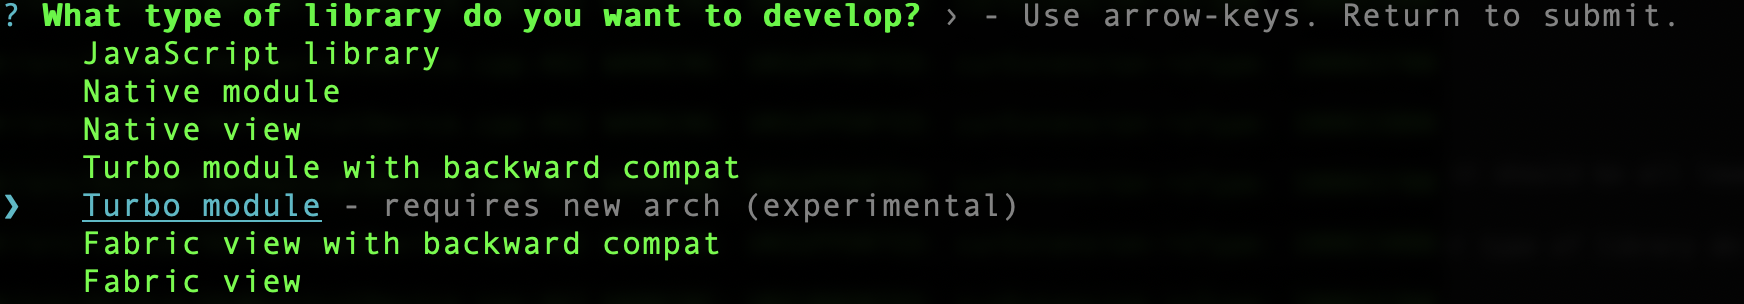 ? What type of library do you want to develop? › - Use arrow-keys. Return to submit.
JavaScript library
Native module
Native view
Turbo module with backward compat
❯ Turbo module - requires new arch (experimental)
Fabric view with backward compat
Fabric view